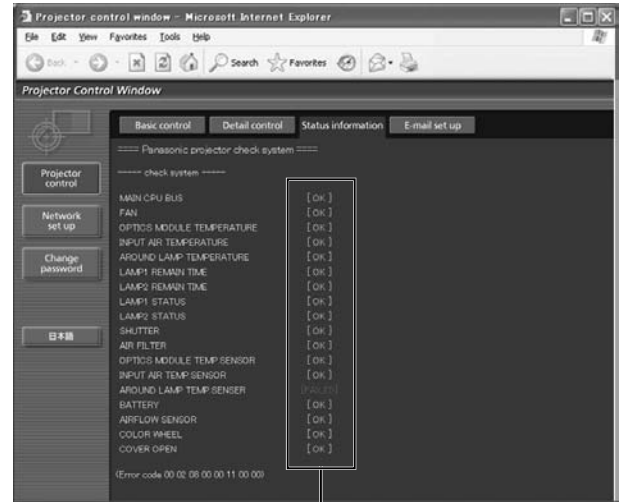 Projector control window - Microsoft Internet Explorer
File Edit View Favorites Tools Help
Back Search Favorites
Projector Control Window
Basic control Detail control Status information E-mail set up
==== Panasonic projector check system ====
Projector control
----- check system -----
MAIN CPU BUS [ OK ]
FAN [ OK ]
Network set up
OPTICS MODULE TEMPERATURE [ OK ]
INPUT AIR TEMPERATURE [ OK ]
Change password
AROUND LAMP TEMPERATURE [ OK ]
LAMP1 REMAIN TIME [ OK ]
LAMP2 REMAIN TIME [ OK ]
LAMP1 STATUS [ OK ]
LAMP2 STATUS [ OK ]
日本語
SHUTTER [ OK ]
AIR FILTER [ OK ]
OPTICS MODULE TEMP.SENSOR [ OK ]
INPUT AIR TEMP.SENSOR [ OK ]
AROUND LAMP TEMP.SENSER [FAILED]
BATTERY [ OK ]
AIRFLOW SENSOR [ OK ]
COLOR WHEEL [ OK ]
COVER OPEN [ OK ]
(Error code 00 02 08 00 00 11 00 00)